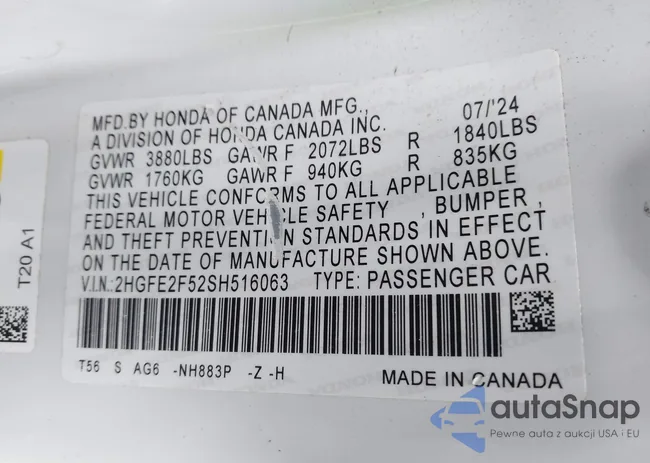 MFD.BY HONDA OF CANADA MFG., 07/'24
A DIVISION OF HONDA CANADA INC.
GVWR 3880LBS GAWR F 2072LBS R 1840LBS
GVWR 1760KG GAWR F 940KG R 835KG
THIS VEHICLE CONFORMS TO ALL APPLICABLE
FEDERAL MOTOR VEHICLE SAFETY , BUMPER ,
AND THEFT PREVENTION STANDARDS IN EFFECT
ON THE DATE OF MANUFACTURE SHOWN ABOVE.
V.I.N.:2HGFE2F52SH516063 TYPE: PASSENGER CAR
T56 S AG6 -NH883P -Z -H MADE IN CANADA
T20 A1
autaSnap
Pewne auta z aukcji USA i EU